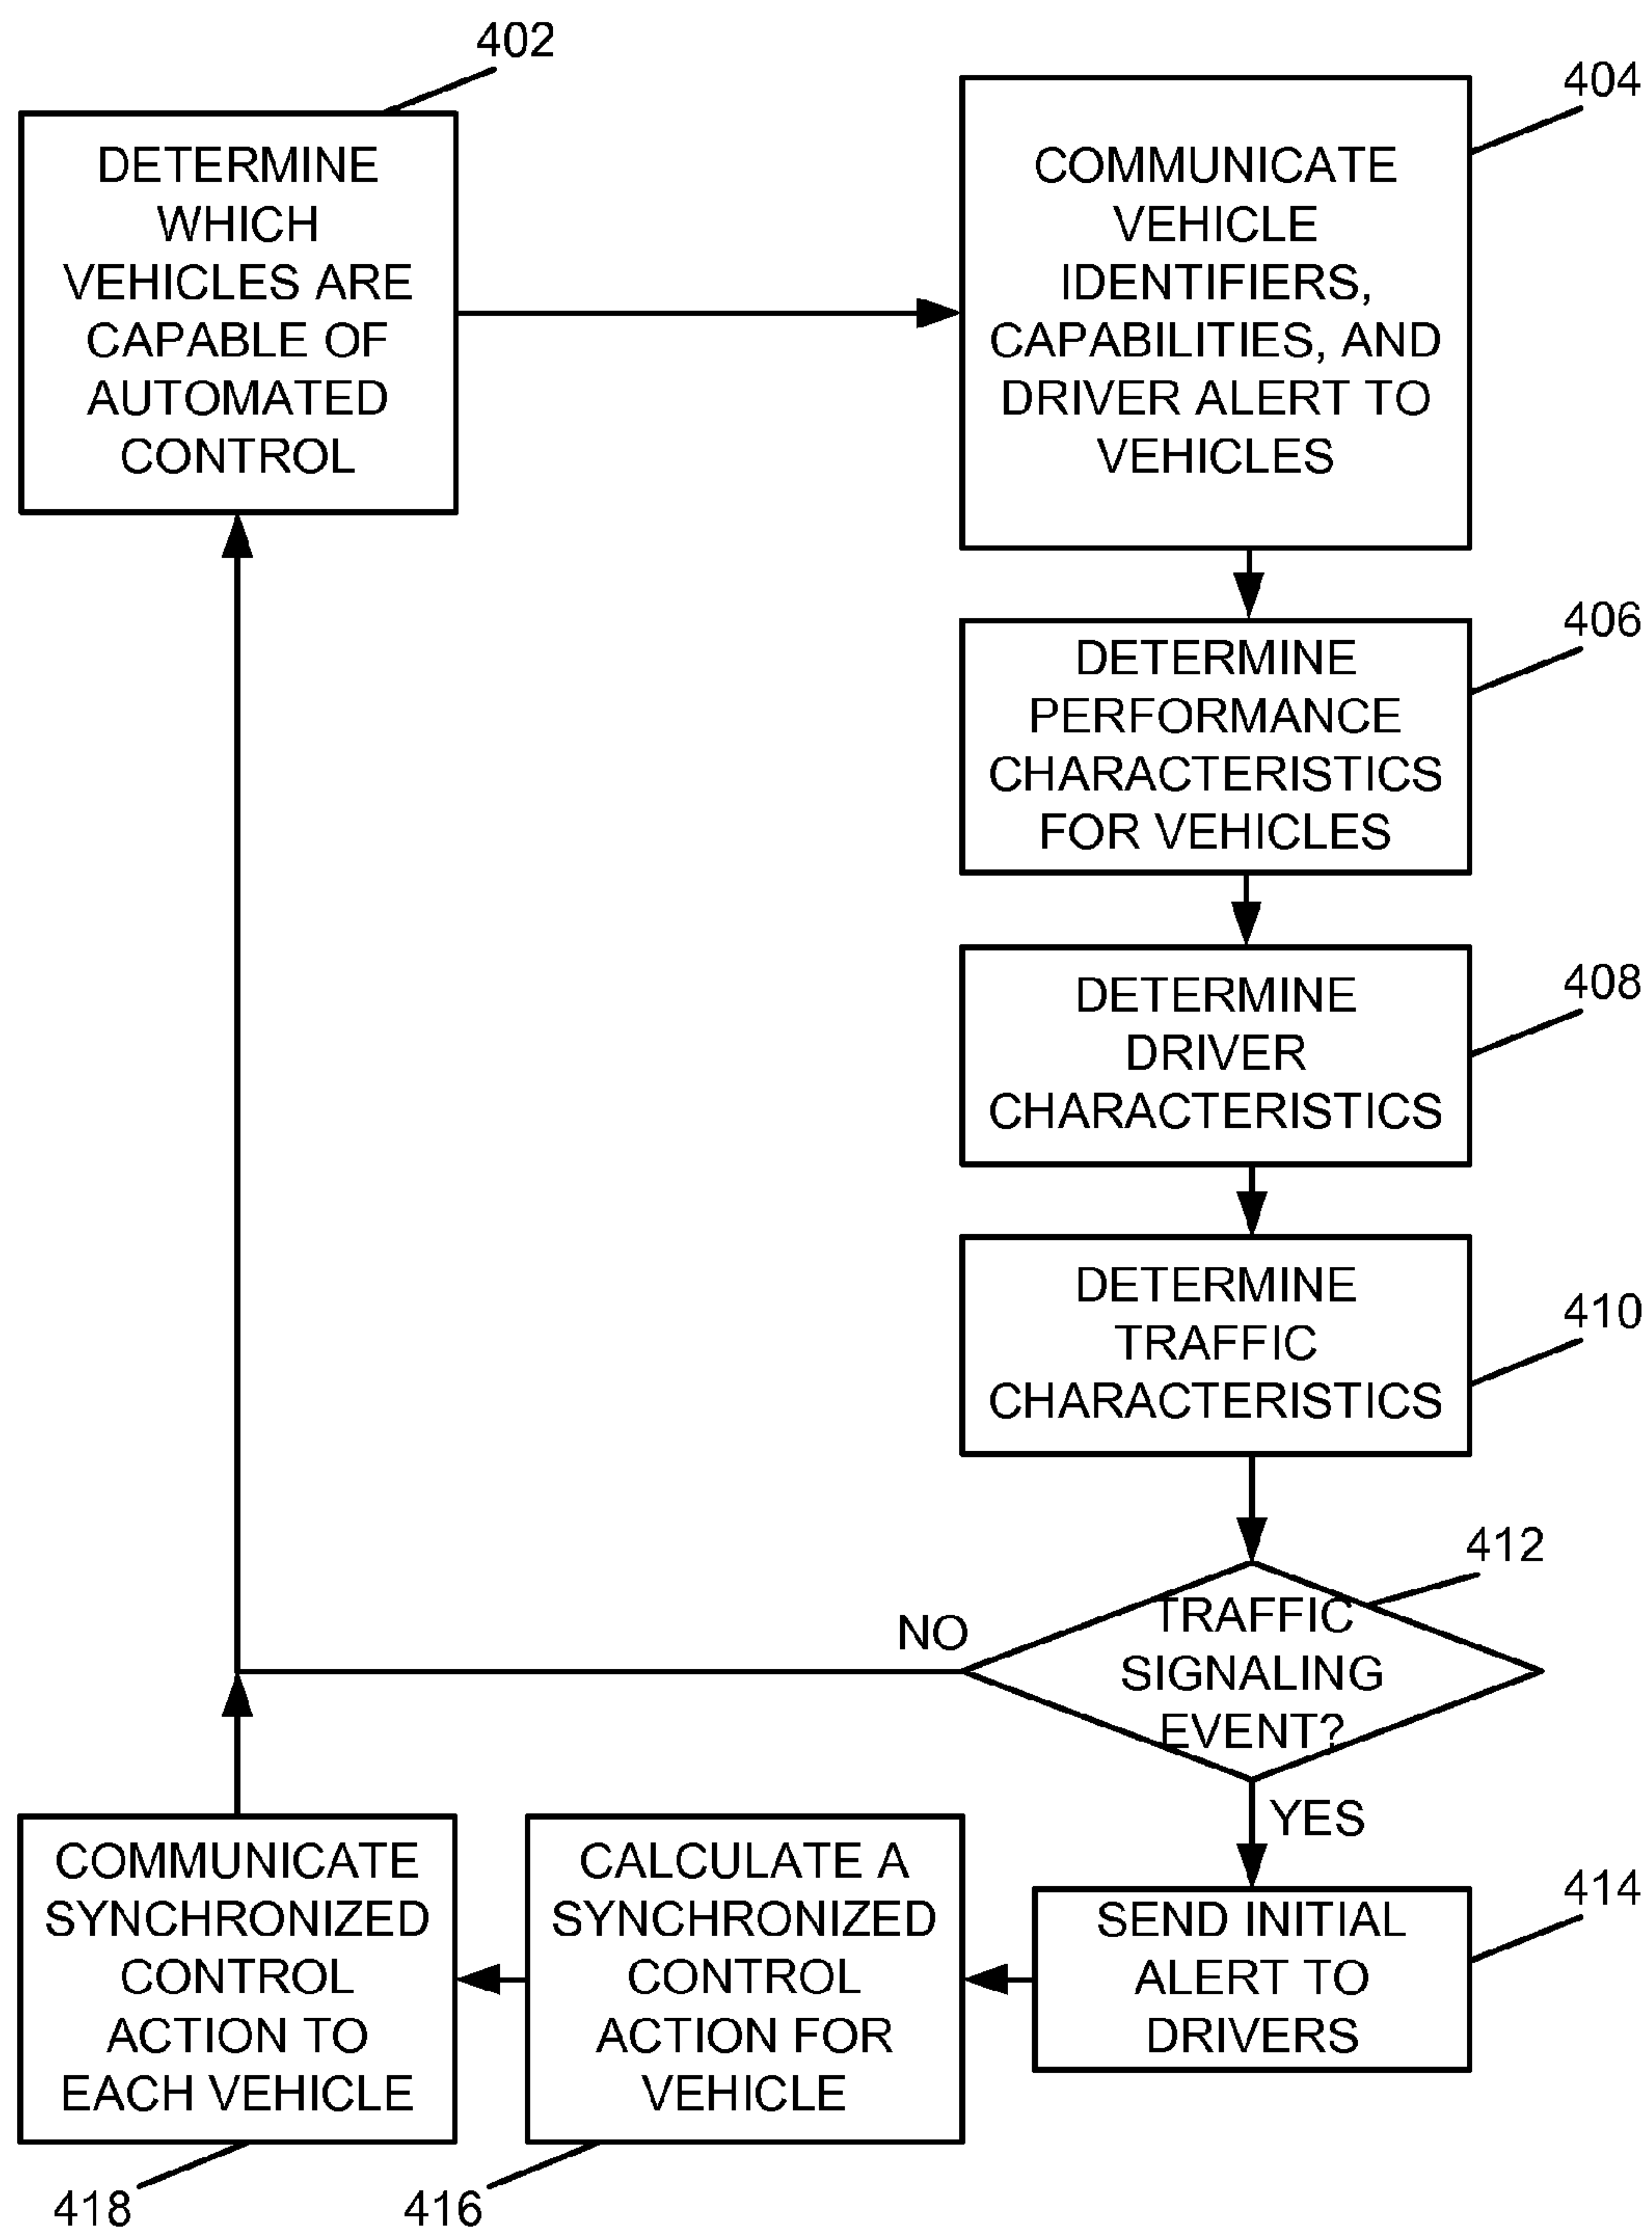 402
DETERMINE
WHICH
VEHICLES ARE
CAPABLE OF
AUTOMATED
CONTROL
404
COMMUNICATE
VEHICLE
IDENTIFIERS,
CAPABILITIES, AND
DRIVER ALERT TO
VEHICLES
406
DETERMINE
PERFORMANCE
CHARACTERISTICS
FOR VEHICLES
408
DETERMINE
DRIVER
CHARACTERISTICS
410
DETERMINE
TRAFFIC
CHARACTERISTICS
412
TRAFFIC
SIGNALING
EVENT?
NO
YES
414
SEND INITIAL
ALERT TO
DRIVERS
CALCULATE A
SYNCHRONIZED
CONTROL
ACTION FOR
VEHICLE
416
COMMUNICATE
SYNCHRONIZED
CONTROL
ACTION TO
EACH VEHICLE
418